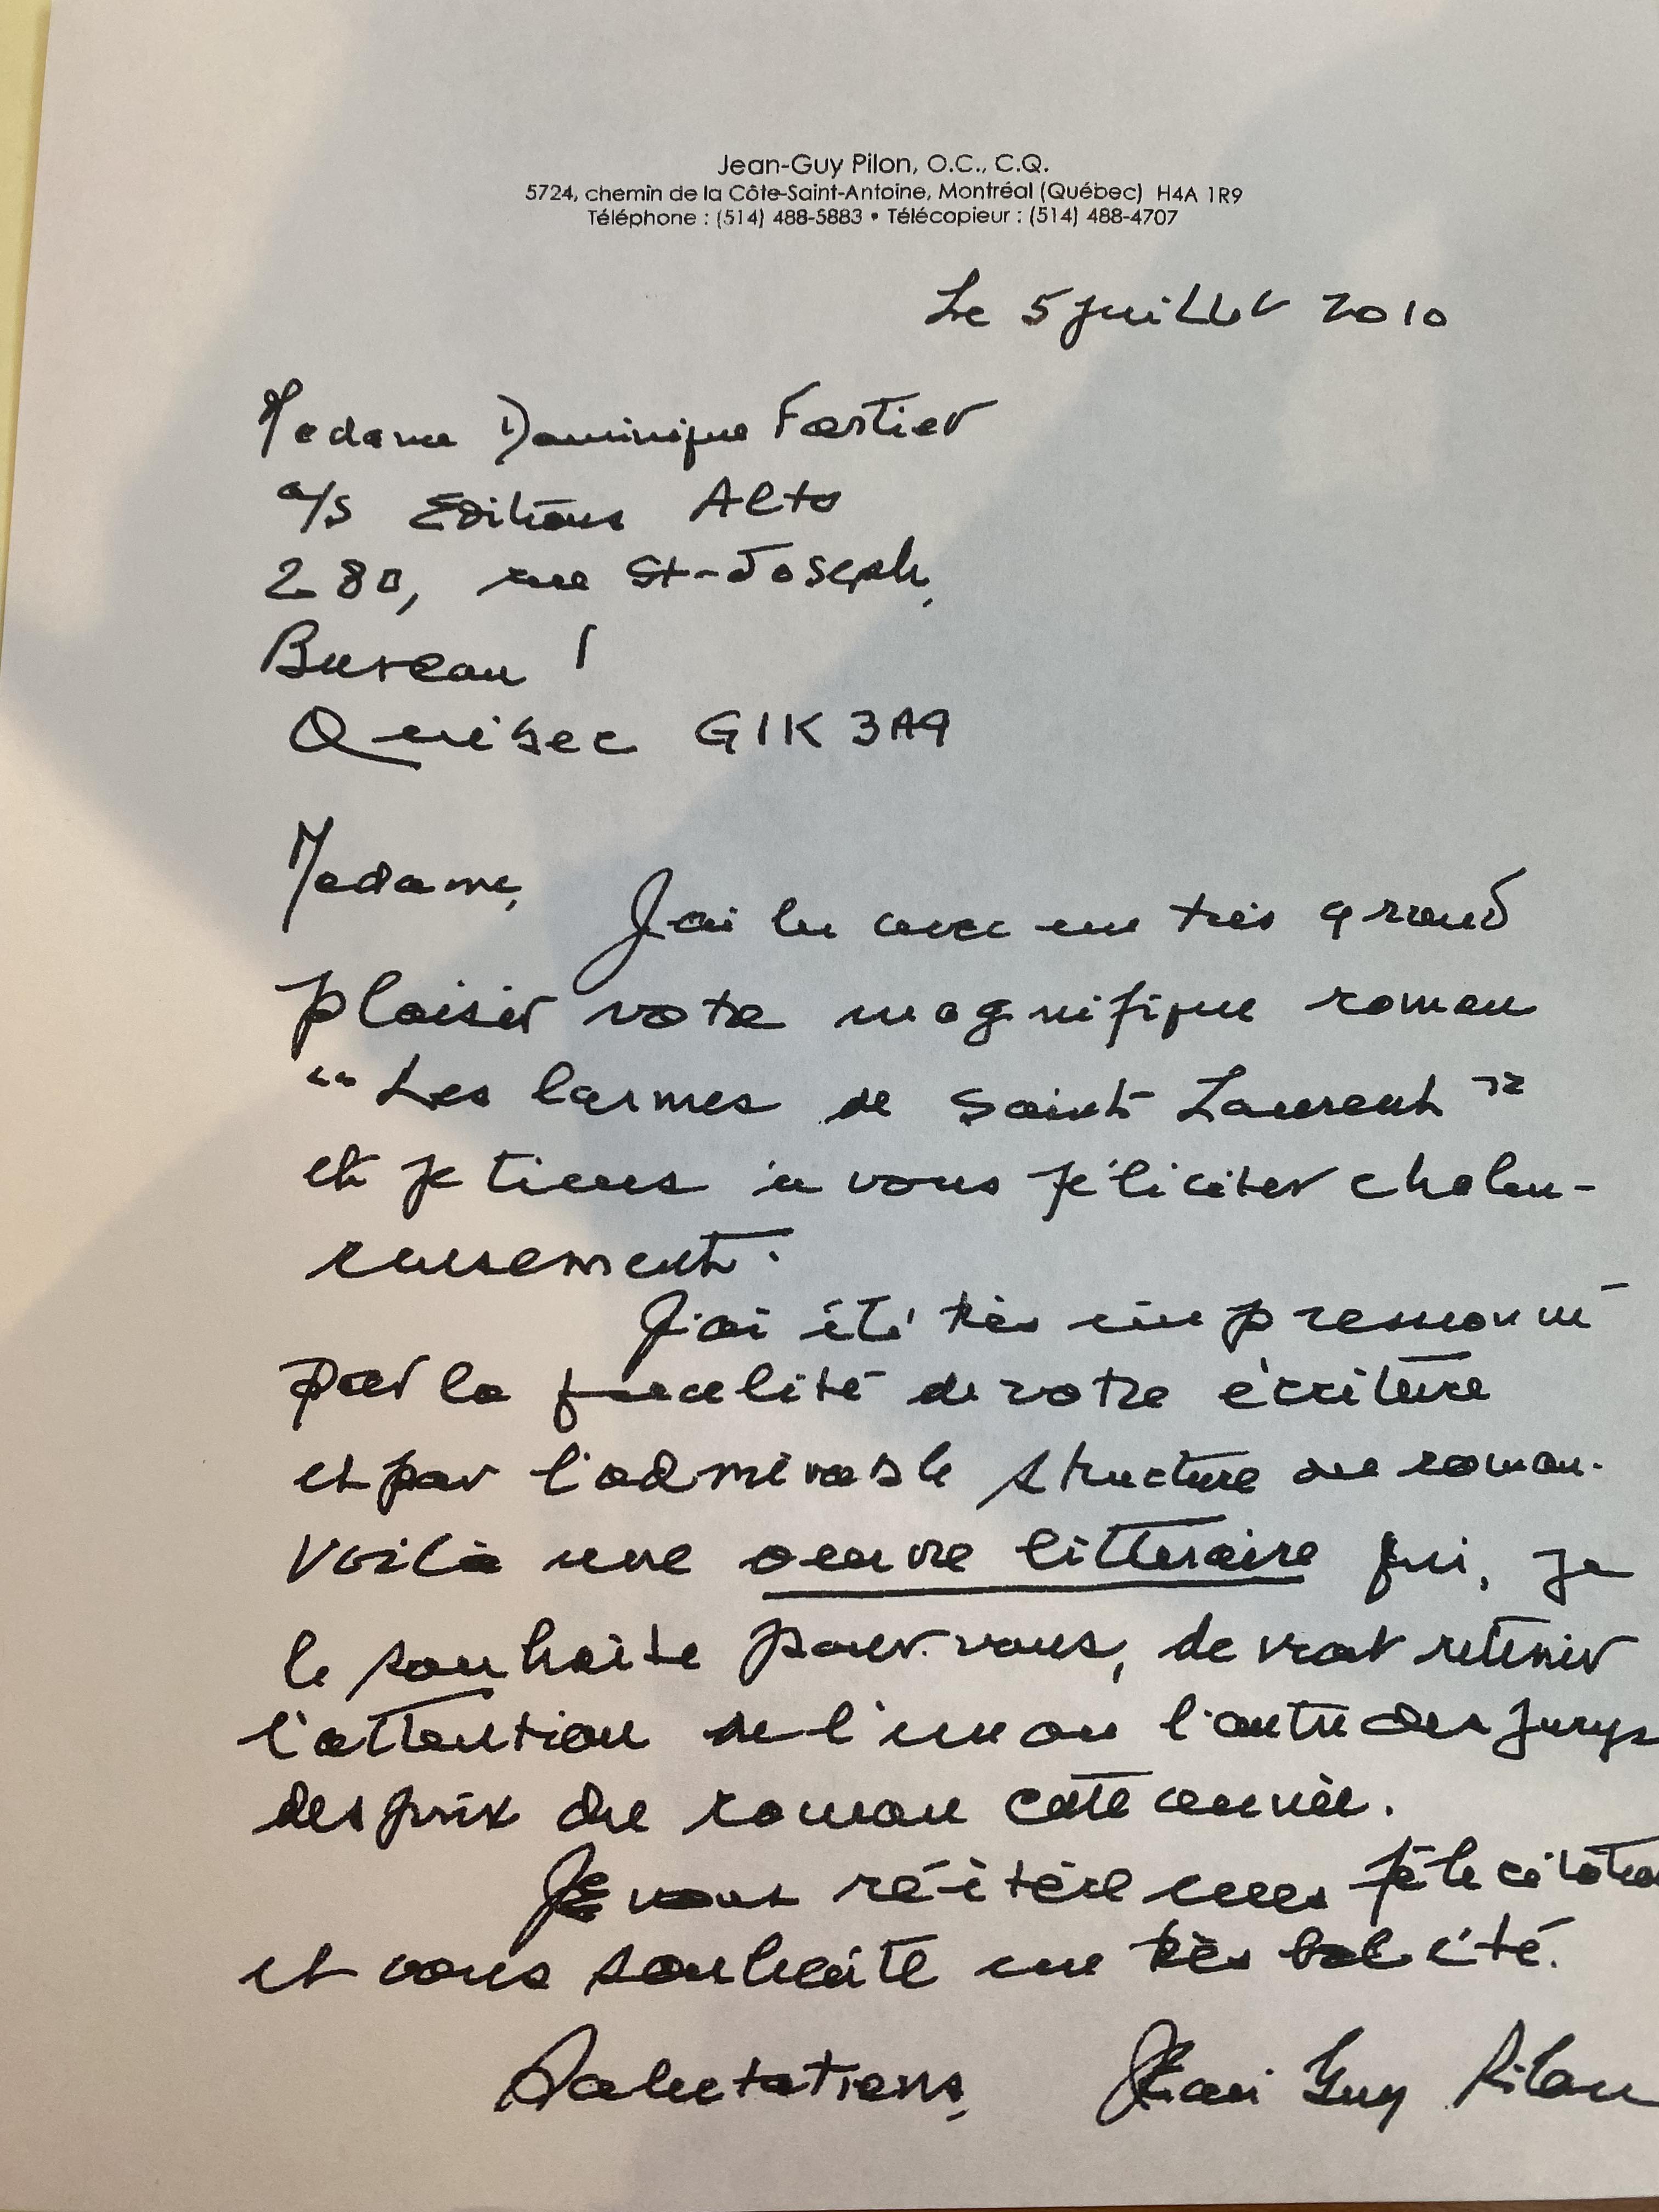 Jean-Guy Pilon, O.C., C.Q.
5724, chemin de la Côte-Saint-Antoine, Montréal (Québec) H4A 1R9
Téléphone : (514) 488-5883 • Télécopieur : (514) 488-4707
Le 5 juillet 2010
Madame Dominique Fortier
a/s Editions Alto
280, rue St-Joseph,
Bureau 1
Québec G1K 3A9
Madame,
J'ai lu avec un très grand
plaisir votre magnifique roman
"Les larmes de Saint Laurent"
et je tiens à vous féliciter chaleu-
reusement.
J'ai été très impressionné
par la qualité de votre écriture
et par l'admirable structure du roman.
Voilà une oeuvre littéraire qui, je
le souhaite pour vous, devrait retenir
l'attention de l'un ou l'autre des jurys
des prix du roman cette année.
Je vous réitère mes félicitatio
et vous souhaite un très bel été.
Salutations, Jean Guy Pilon